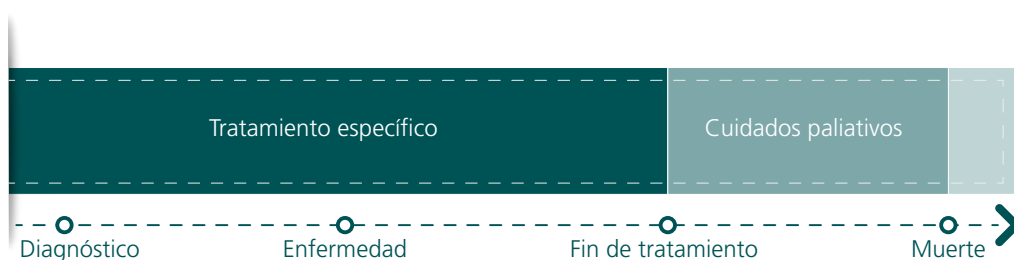 Tratamiento específico
Cuidados paliativos
Diagnóstico
Enfermedad
Fin de tratamiento
Muerte